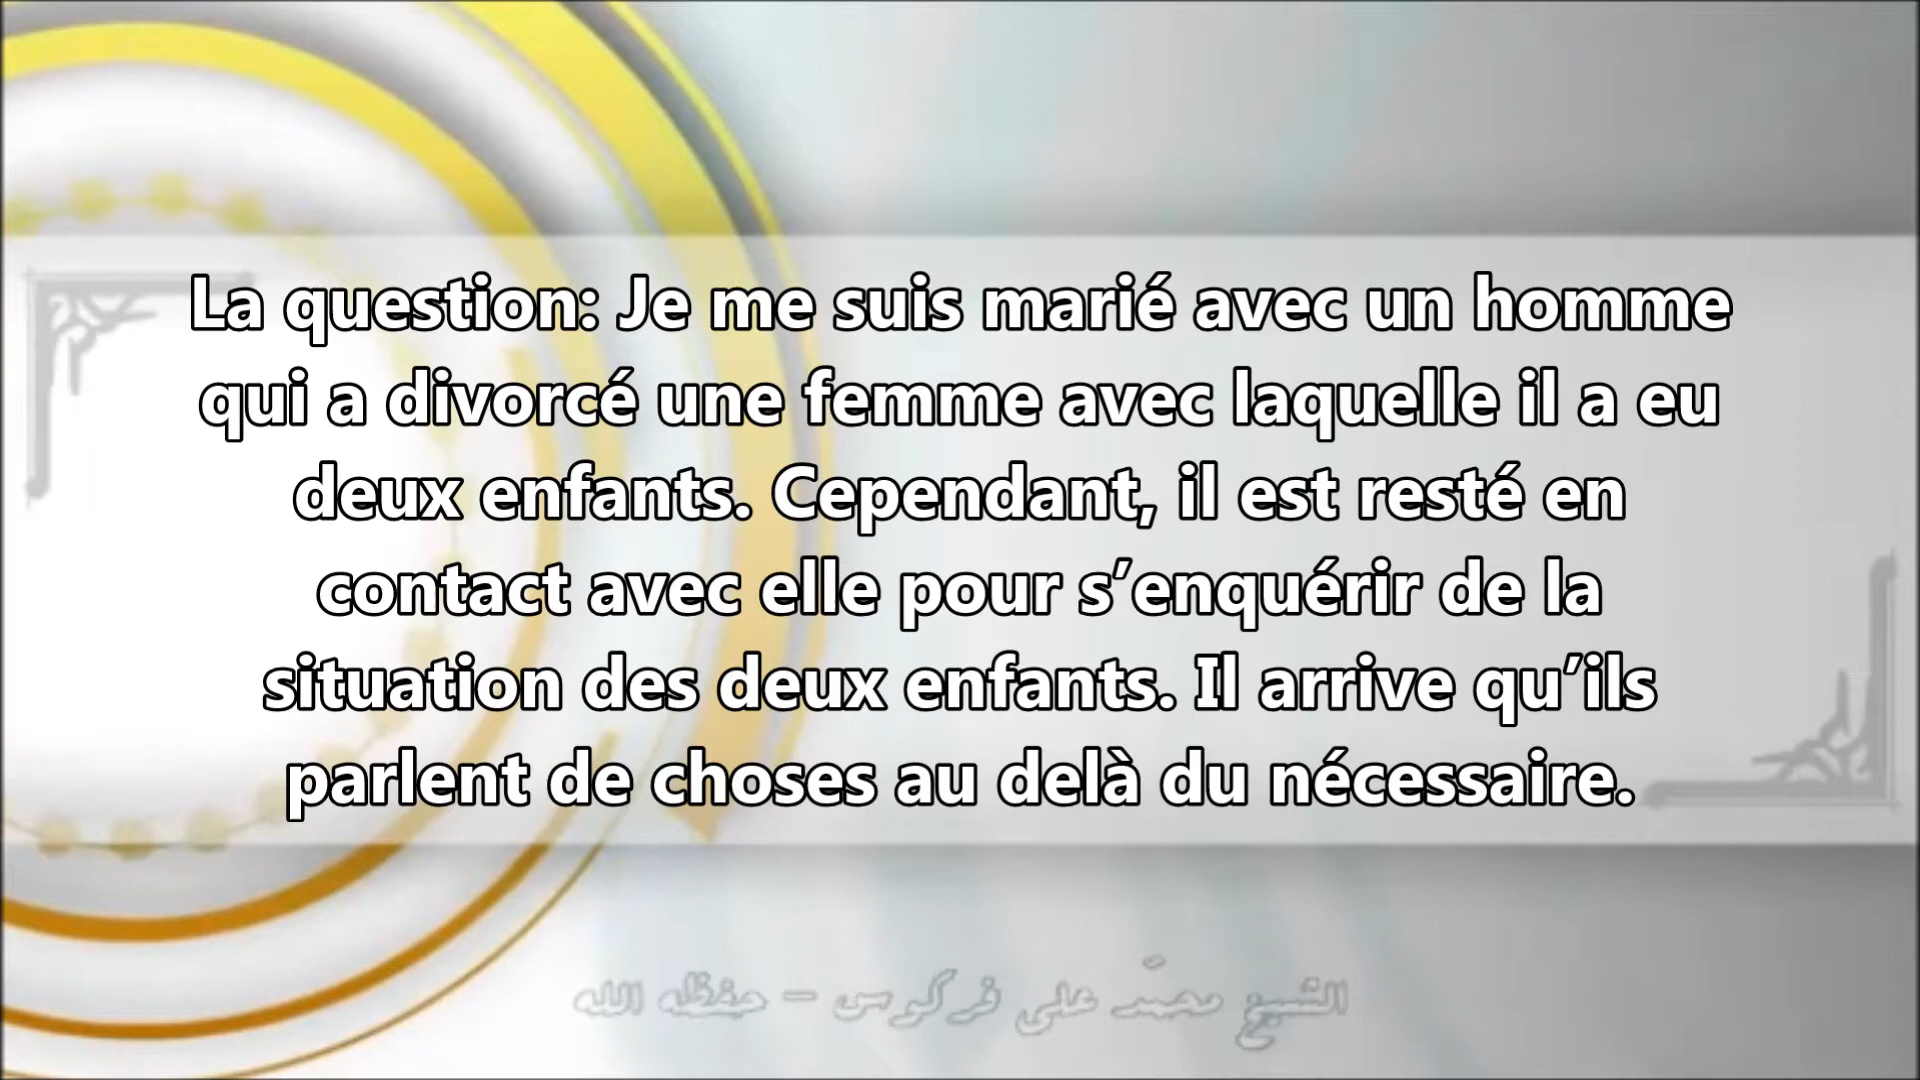 La question: Je me suis marié avec un homme
qui a divorcé une femme avec laquelle il a eu
deux enfants. Cependant, il est resté en
contact avec elle pour s’enquérir de la
situation des deux enfants. Il arrive qu’ils
parlent de choses au delà du nécessaire.
الشيخ محمّد علي فركوس – حفظه الله